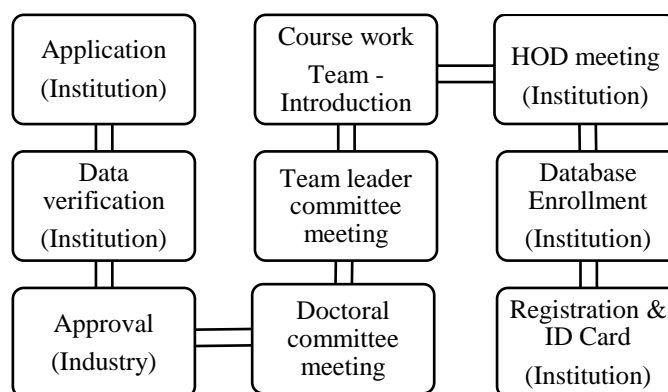 Application
(Institution)
Data
verification
(Institution)
Approval
(Industry)
Doctoral
committee
meeting
Team leader
committee
meeting
Course work
Team -
Introduction
HOD meeting
(Institution)
Database
Enrollment
(Institution)
Registration &
ID Card
(Institution)